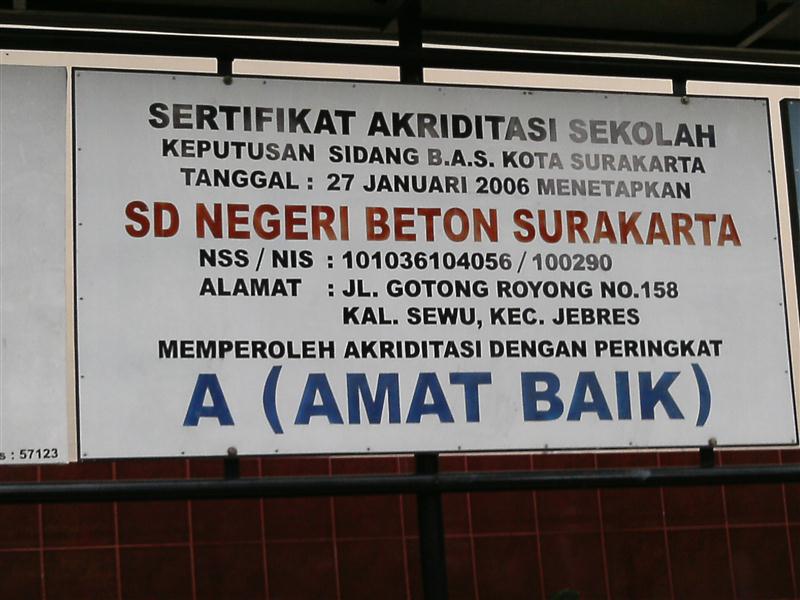 SERTIFIKAT AKRIDITASI SEKOLAH
KEPUTUSAN SIDANG B.A.S. KOTA SURAKARTA
TANGGAL : 27 JANUARI 2006 MENETAPKAN
SD NEGERI BETON SURAKARTA
NSS / NIS : 101036104056 / 100290
ALAMAT : JL. GOTONG ROYONG NO.158
KAL. SEWU, KEC. JEBRES
MEMPEROLEH AKRIDITASI DENGAN PERINGKAT
A (AMAT BAIK)
s : 57123